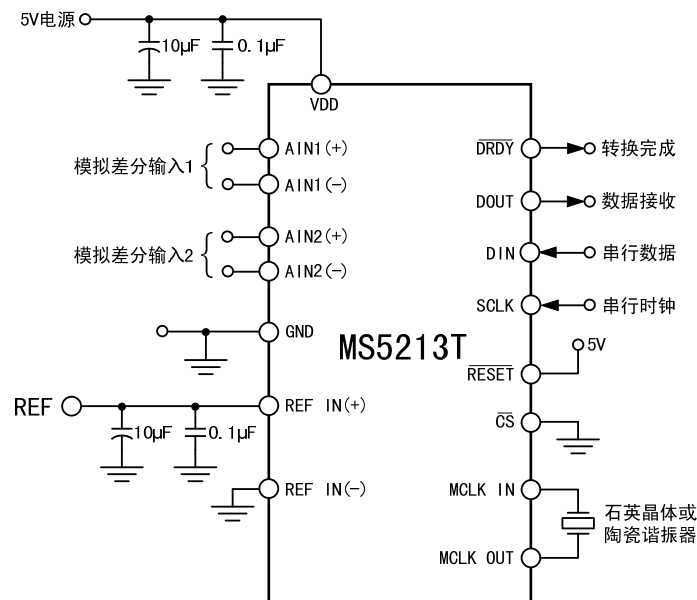 5V电源
10μF
0.1μF
VDD
模拟差分输入1
AIN1(+)
AIN1(−)
模拟差分输入2
AIN2(+)
AIN2(−)
GND
REF
10μF
0.1μF
REF IN(+)
REF IN(−)
MS5213T
DRDY
转换完成
DOUT
数据接收
DIN
串行数据
SCLK
串行时钟
RESET
5V
CS
MCLK IN
MCLK OUT
石英晶体或
陶瓷谐振器